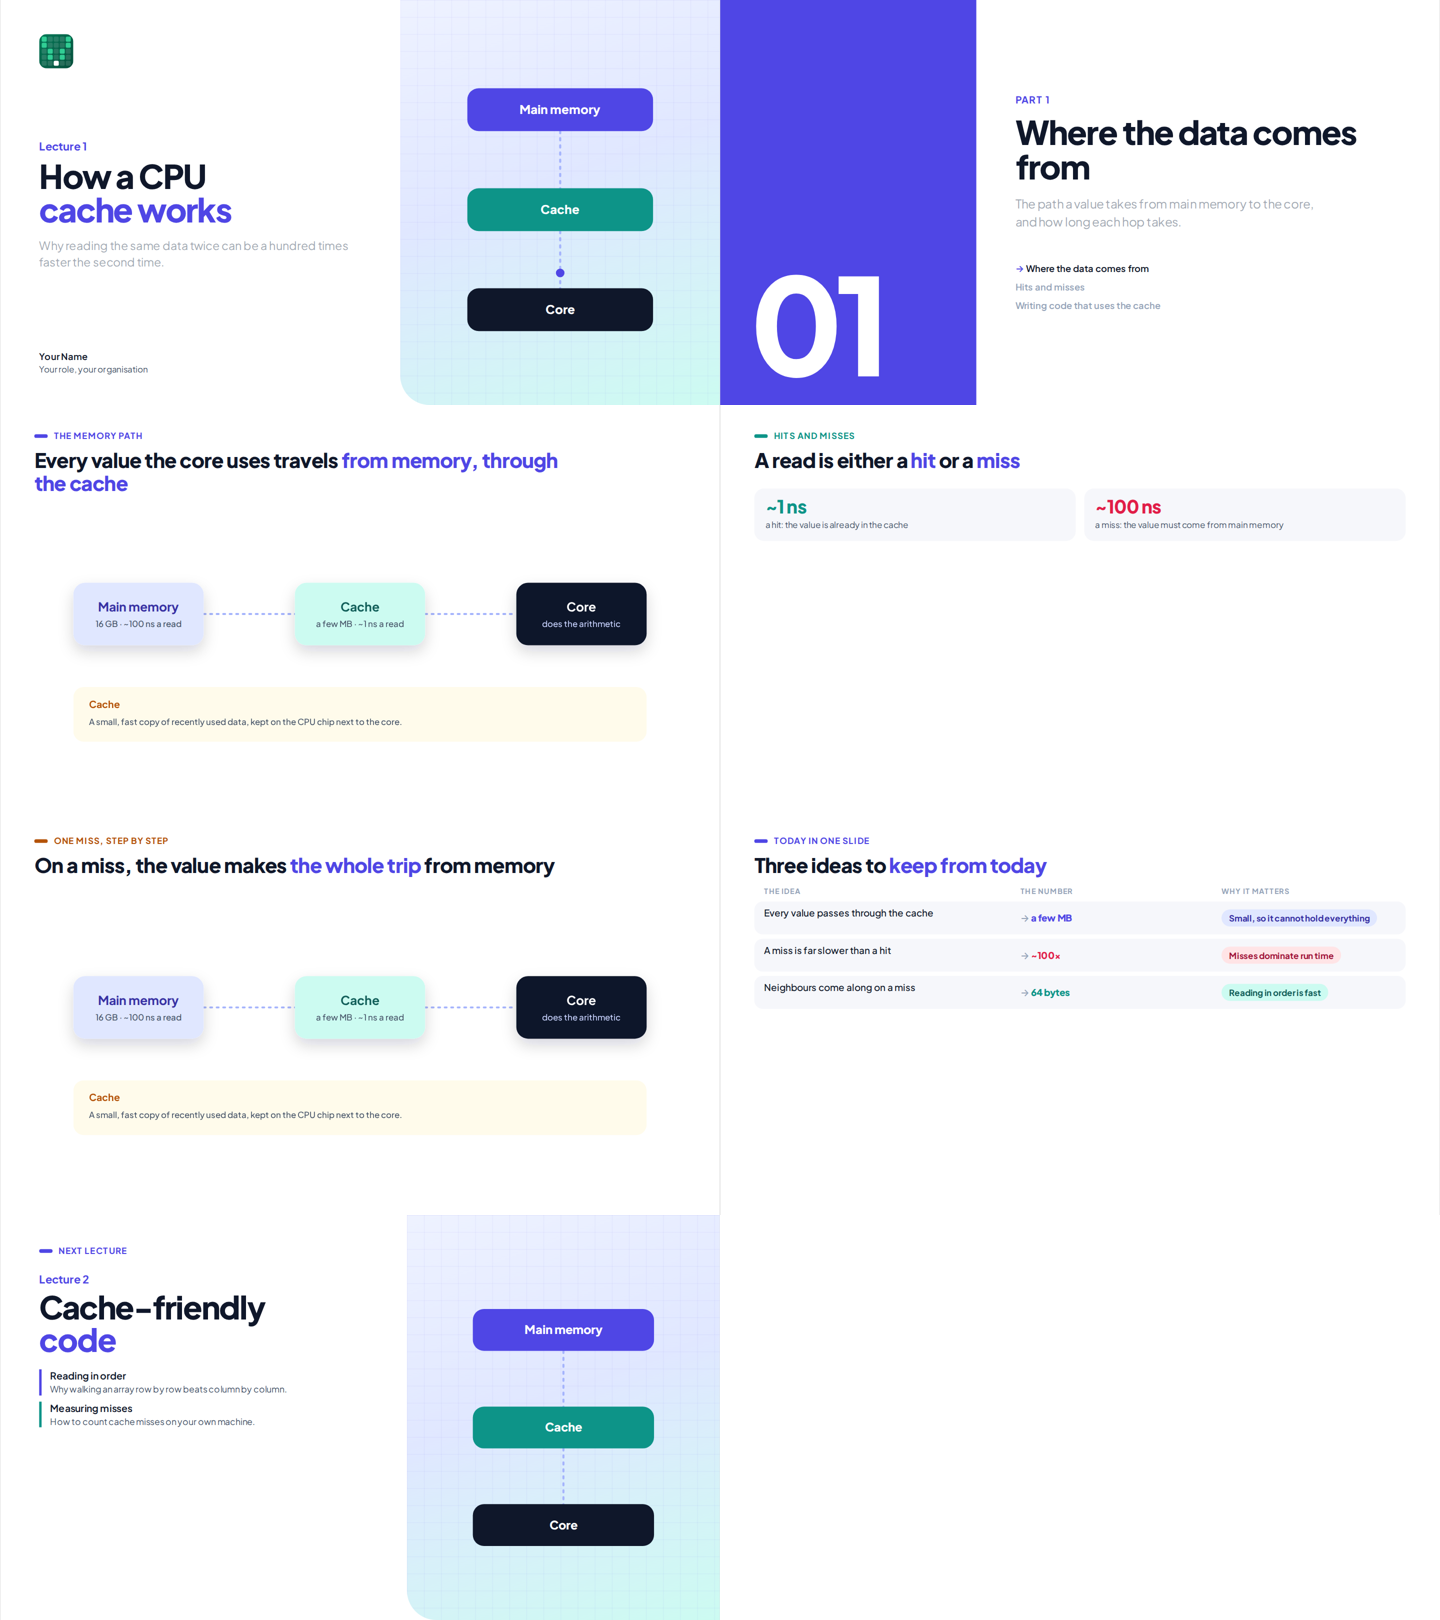 Lecture 1
How a CPU
cache works
Why reading the same data twice can be a hundred times
faster the second time.
Your Name
Your role, your organisation
Main memory
Cache
Core
01
PART 1
Where the data comes
from
The path a value takes from main memory to the core,
and how long each hop takes.
→ Where the data comes from
Hits and misses
Writing code that uses the cache
THE MEMORY PATH
Every value the core uses travels from memory, through
the cache
Main memory
16 GB · ~100 ns a read
Cache
a few MB · ~1 ns a read
Core
does the arithmetic
Cache
A small, fast copy of recently used data, kept on the CPU chip next to the core.
HITS AND MISSES
A read is either a hit or a miss
~1 ns
a hit: the value is already in the cache
~100 ns
a miss: the value must come from main memory
ONE MISS, STEP BY STEP
On a miss, the value makes the whole trip from memory
Main memory
16 GB · ~100 ns a read
Cache
a few MB · ~1 ns a read
Core
does the arithmetic
Cache
A small, fast copy of recently used data, kept on the CPU chip next to the core.
TODAY IN ONE SLIDE
Three ideas to keep from today
THE IDEA THE NUMBER WHY IT MATTERS
Every value passes through the cache → a few MB Small, so it cannot hold everything
A miss is far slower than a hit → ~100× Misses dominate run time
Neighbours come along on a miss → 64 bytes Reading in order is fast
NEXT LECTURE
Lecture 2
Cache-friendly
code
Reading in order
Why walking an array row by row beats column by column.
Measuring misses
How to count cache misses on your own machine.
Main memory
Cache
Core